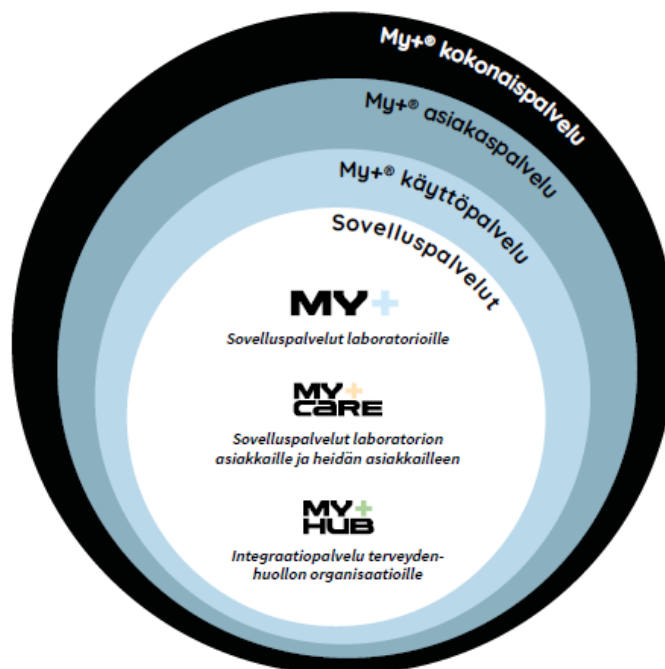 My+® kokonaispalvelu
My+® asiakaspalvelu
My+® käyttöpalvelu
Sovelluspalvelut
MY+
Sovelluspalvelut laboratorioille
MY+
CARE
Sovelluspalvelut laboratorion
asiakkaille ja heidän asiakkailleen
MY+
HUB
Integraatiopalvelu terveyden-
huollon organisaatioille